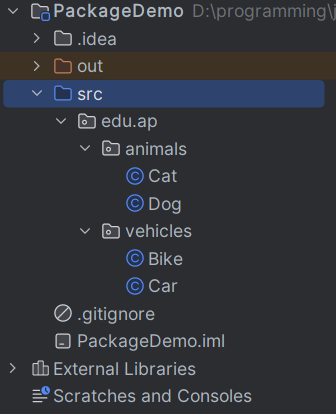 PackageDemo D:\programming\j
.idea
out
src
edu.ap
animals
Cat
Dog
vehicles
Bike
Car
.gitignore
PackageDemo.iml
External Libraries
Scratches and Consoles